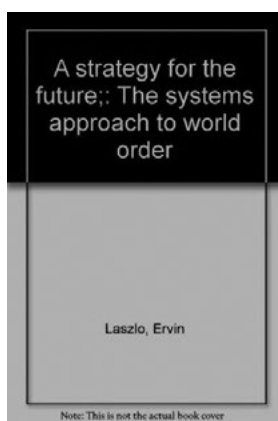 A strategy for the
future;: The systems
approach to world
order
Laszlo, Ervin
Note: This is not the actual book cover